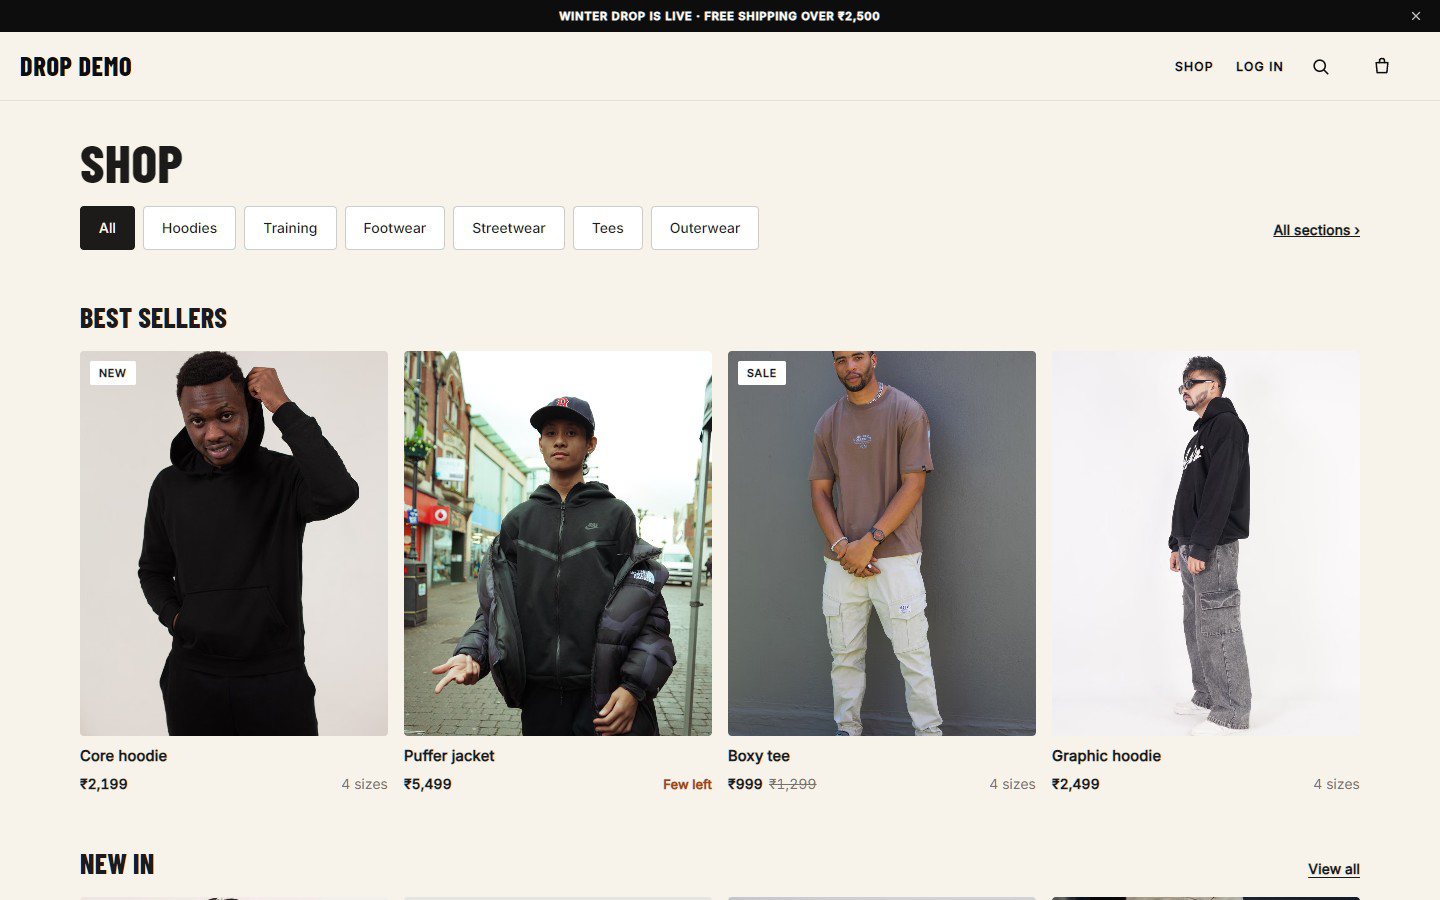 WINTER DROP IS LIVE · FREE SHIPPING OVER ₹2,500
DROP DEMO
SHOP
LOG IN
SHOP
All
Hoodies
Training
Footwear
Streetwear
Tees
Outerwear
All sections ›
BEST SELLERS
NEW
SALE
Core hoodie
₹2,199
4 sizes
Puffer jacket
₹5,499
Few left
Boxy tee
₹999 ₹1,299
4 sizes
Graphic hoodie
₹2,499
4 sizes
NEW IN
View all